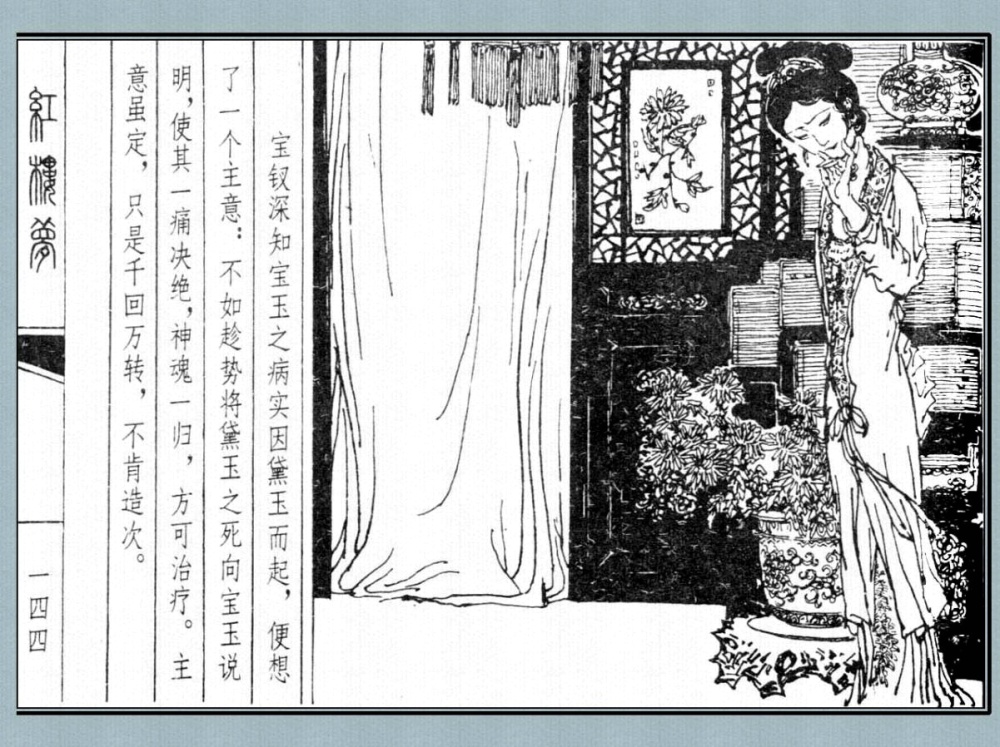 宝钗深知宝玉之病实因黛玉而起，便想
了一个主意：不如趁势将黛玉之死向宝玉说
明，使其一痛决绝，神魂一归，方可治疗。主
意虽定，只是千回万转，不肯造次。
紅樓夢
一四四